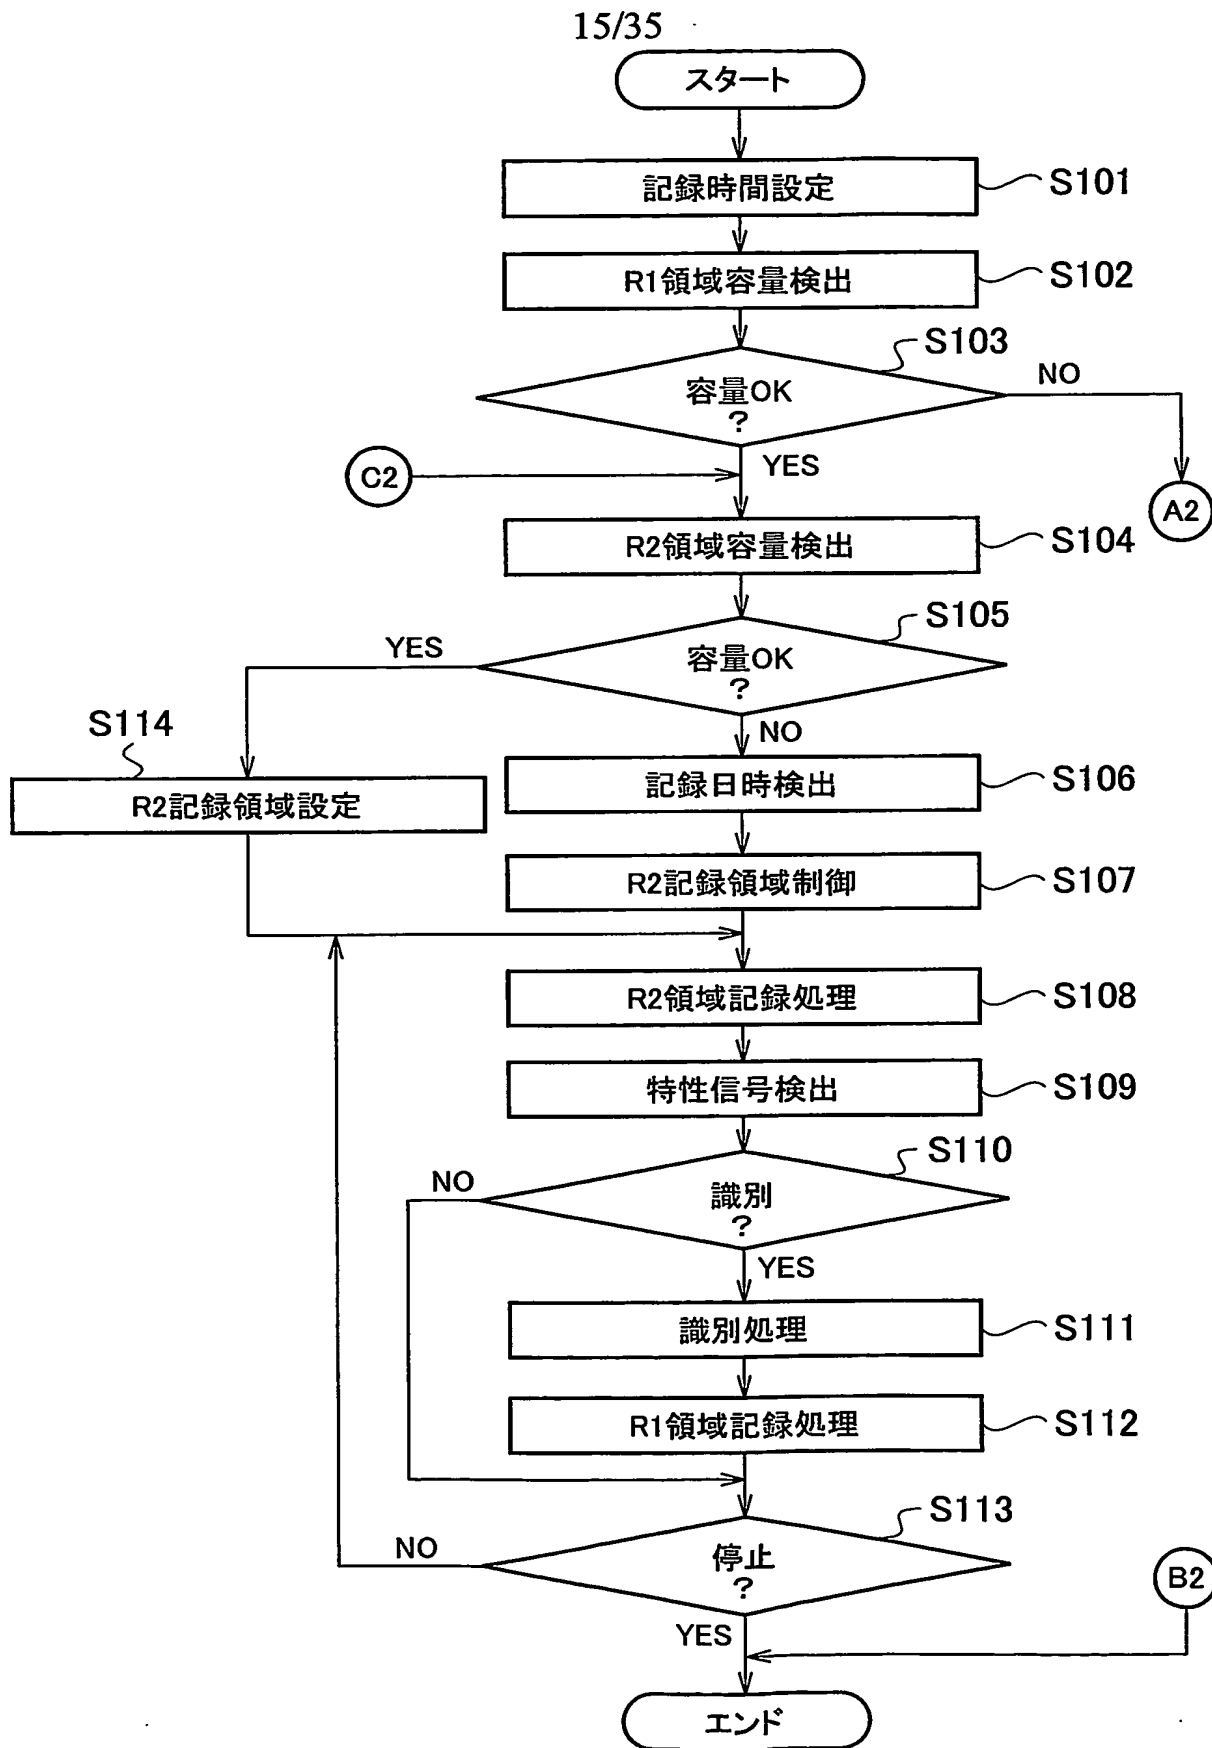 15/35
スタート
記録時間設定
S101
R1領域容量検出
S102
S103
容量OK
?
NO
YES
C2
A2
R2領域容量検出
S104
S105
YES
容量OK
?
NO
S114
R2記録領域設定
記録日時検出
S106
R2記録領域制御
S107
R2領域記録処理
S108
特性信号検出
S109
S110
NO
識別
?
YES
識別処理
S111
R1領域記録処理
S112
S113
NO
停止
?
B2
YES
エンド